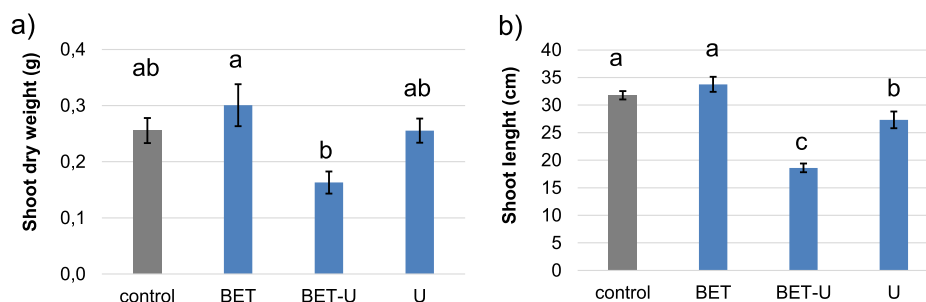 a)
Shoot dry weight (g)
0,4
0,3
0,2
0,1
0,0
ab
a
b
ab
control
BET
BET-U
U
b)
Shoot lenght (cm)
40
35
30
25
20
15
10
5
0
a
a
c
b
control
BET
BET-U
U